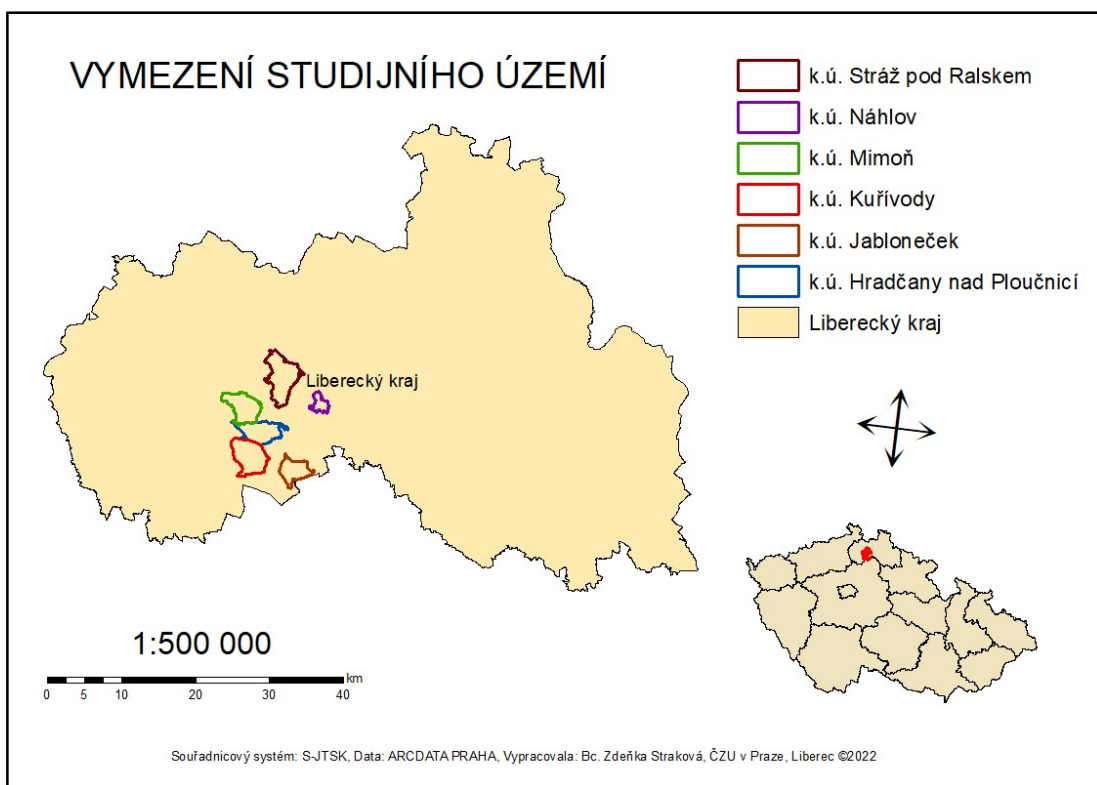 VYMEZENÍ STUDIJNÍHO ÚZEMÍ
k.ú. Stráž pod Ralskem
k.ú. Náhlov
k.ú. Mimoň
k.ú. Kuřívody
k.ú. Jabloneček
k.ú. Hradčany nad Ploučnicí
Liberecký kraj
Liberecký kraj
1:500 000
km
0 5 10 20 30 40
Souřadnicový systém: S-JTSK, Data: ARCDATA PRAHA, Vypracovala: Bc. Zdeňka Straková, ČZU v Praze, Liberec ©2022